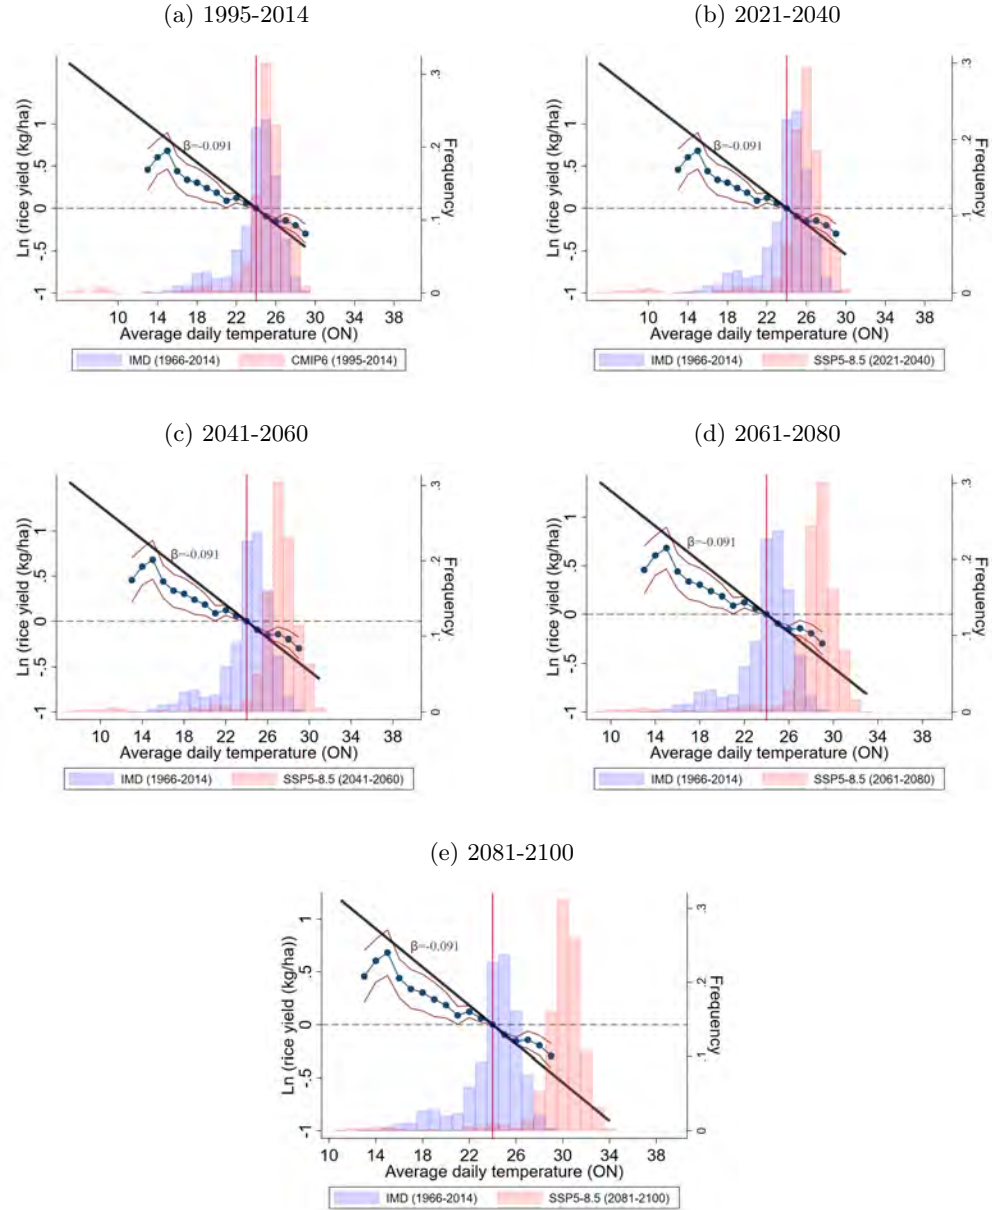 (a) 1995-2014
Ln (rice yield (kg/ha))
1
.5
0
-.5
-1
β=-0.091
.3
.2
.1
0
Frequency
10 14 18 22 26 30 34 38
Average daily temperature (ON)
IMD (1966-2014) CMIP6 (1995-2014)
(b) 2021-2040
Ln (rice yield (kg/ha))
1
.5
0
-.5
-1
β=-0.091
.3
.2
.1
0
Frequency
10 14 18 22 26 30 34 38
Average daily temperature (ON)
IMD (1966-2014) SSP5-8.5 (2021-2040)
(c) 2041-2060
Ln (rice yield (kg/ha))
1
.5
0
-.5
-1
β=-0.091
.3
.2
.1
0
Frequency
10 14 18 22 26 30 34 38
Average daily temperature (ON)
IMD (1966-2014) SSP5-8.5 (2041-2060)
(d) 2061-2080
Ln (rice yield (kg/ha))
1
.5
0
-.5
-1
β=-0.091
.3
.2
.1
0
Frequency
10 14 18 22 26 30 34 38
Average daily temperature (ON)
IMD (1966-2014) SSP5-8.5 (2061-2080)
(e) 2081-2100
Ln (rice yield (kg/ha))
1
.5
0
-.5
-1
β=-0.091
.3
.2
.1
0
Frequency
10 14 18 22 26 30 34 38
Average daily temperature (ON)
IMD (1966-2014) SSP5-8.5 (2081-2100)